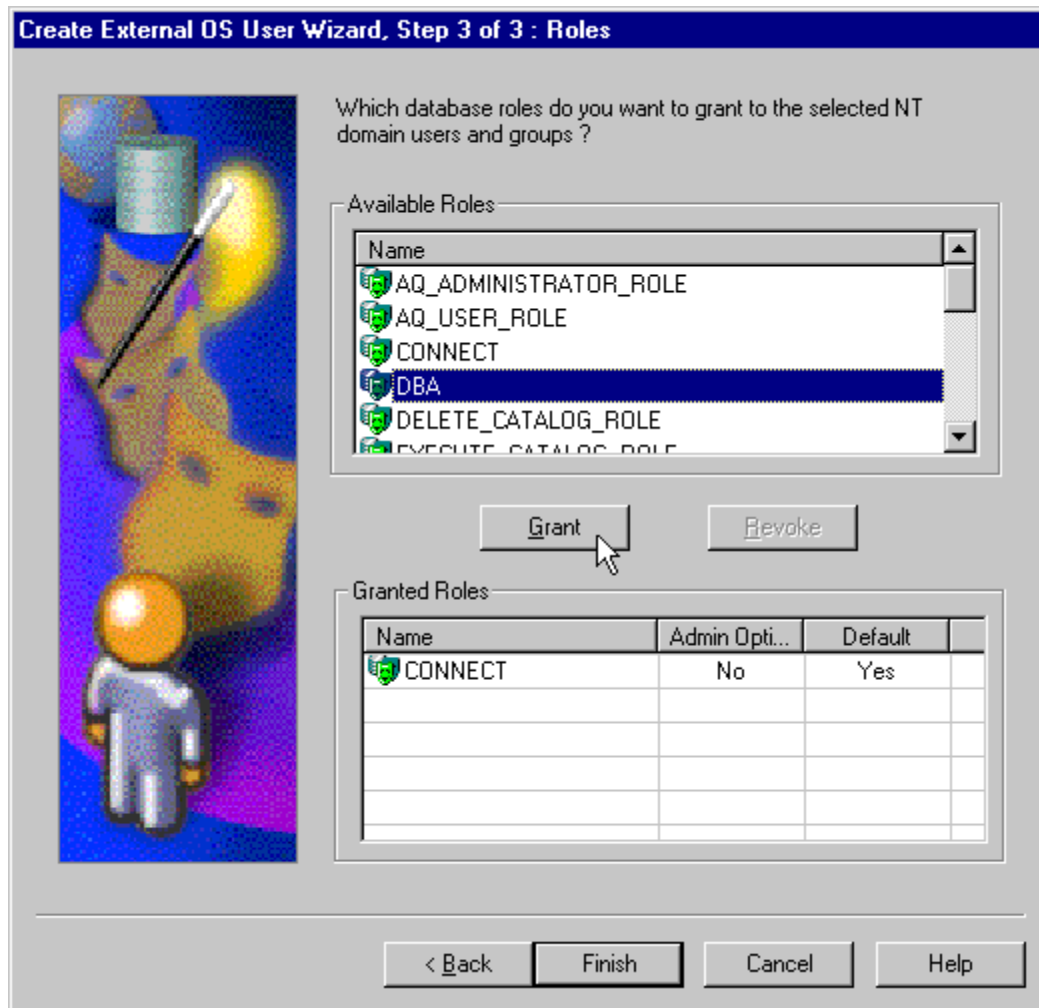 Create External OS User Wizard, Step 3 of 3 : Roles
Which database roles do you want to grant to the selected NT
domain users and groups ?
Available Roles
Name
AQ_ADMINISTRATOR_ROLE
AQ_USER_ROLE
CONNECT
DBA
DELETE_CATALOG_ROLE
EXECUTE_CATALOG_ROLE
Grant Revoke
Granted Roles
Name Admin Opti... Default
CONNECT No Yes
< Back Finish Cancel Help